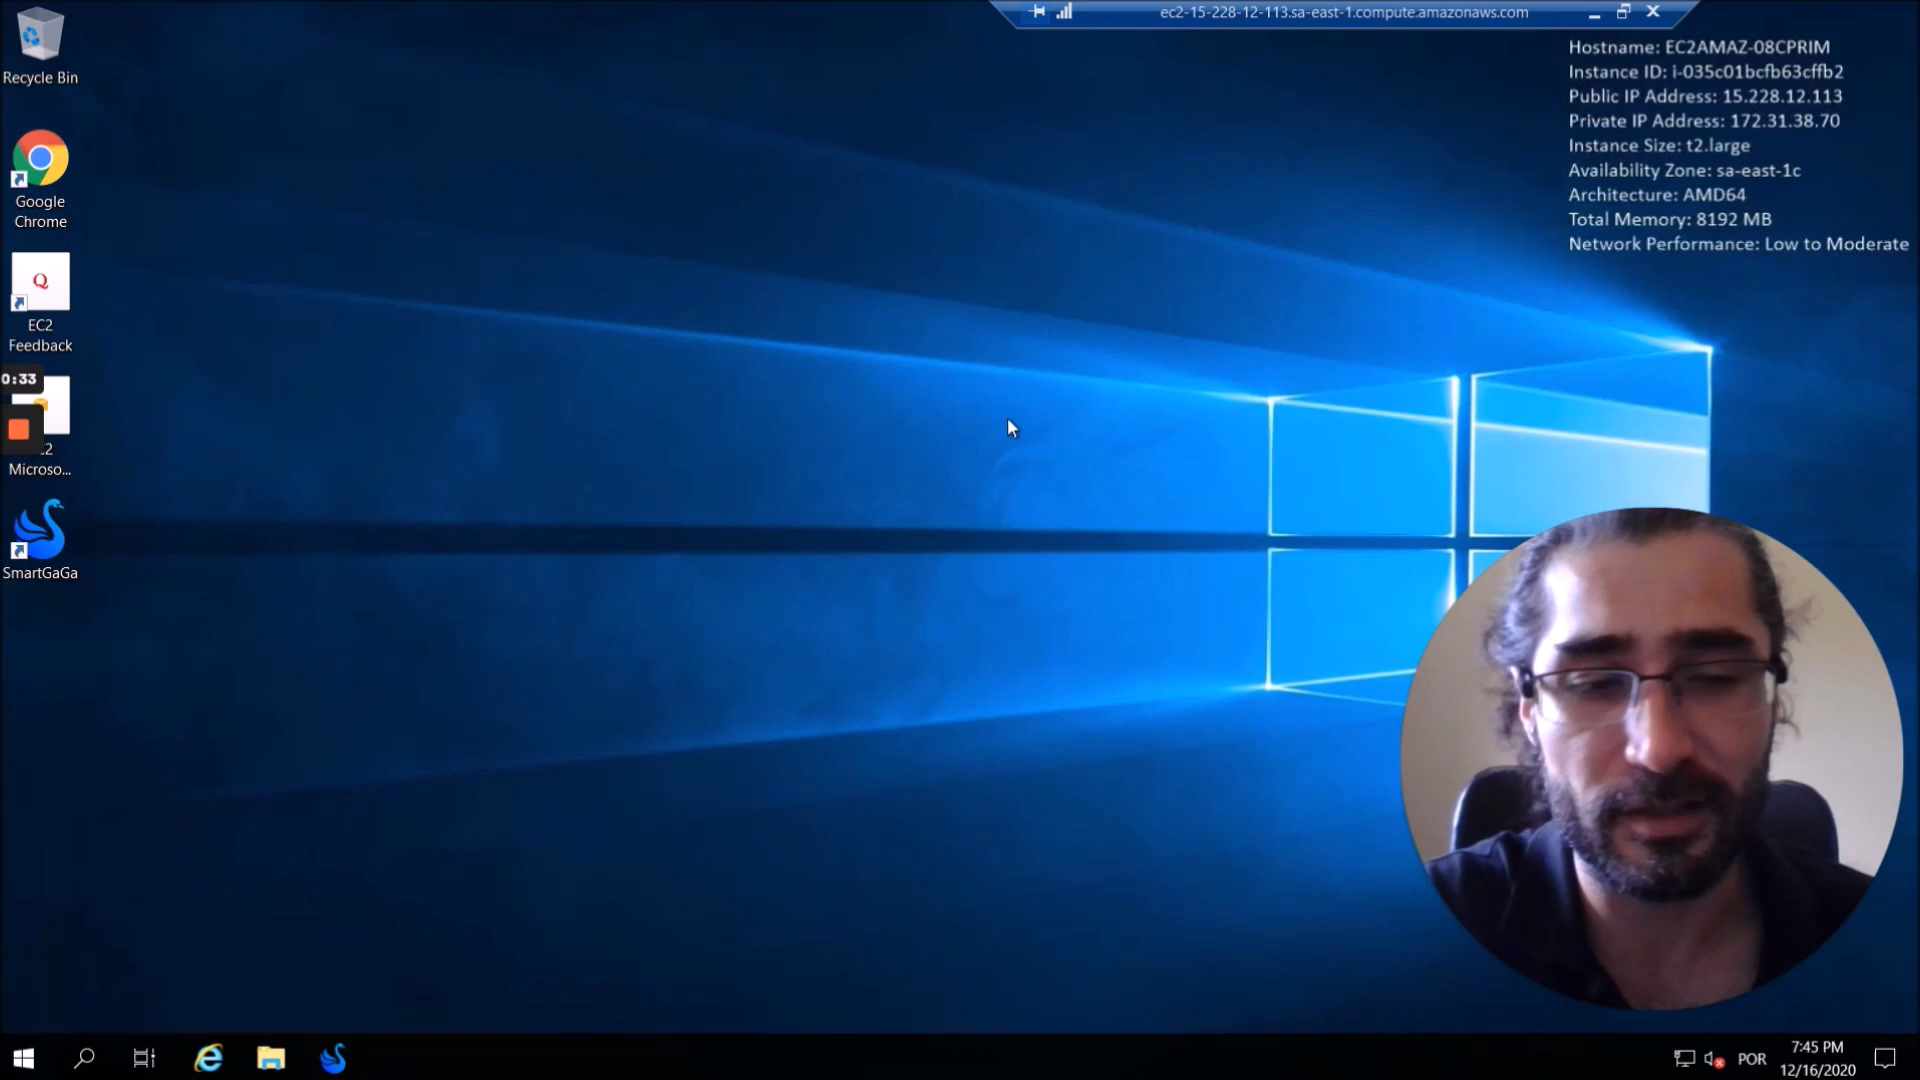 ec2-15-228-12-113.sa-east-1.compute.amazonaws.com
Hostname: EC2AMAZ-08CPRIM
Instance ID: i-035c01bcfb63cffb2
Public IP Address: 15.228.12.113
Private IP Address: 172.31.38.70
Instance Size: t2.large
Availability Zone: sa-east-1c
Architecture: AMD64
Total Memory: 8192 MB
Network Performance: Low to Moderate
Recycle Bin
Google
Chrome
Q
EC2
Feedback
0:33
C2
Microso...
SmartGaGa
POR
7:45 PM
12/16/2020